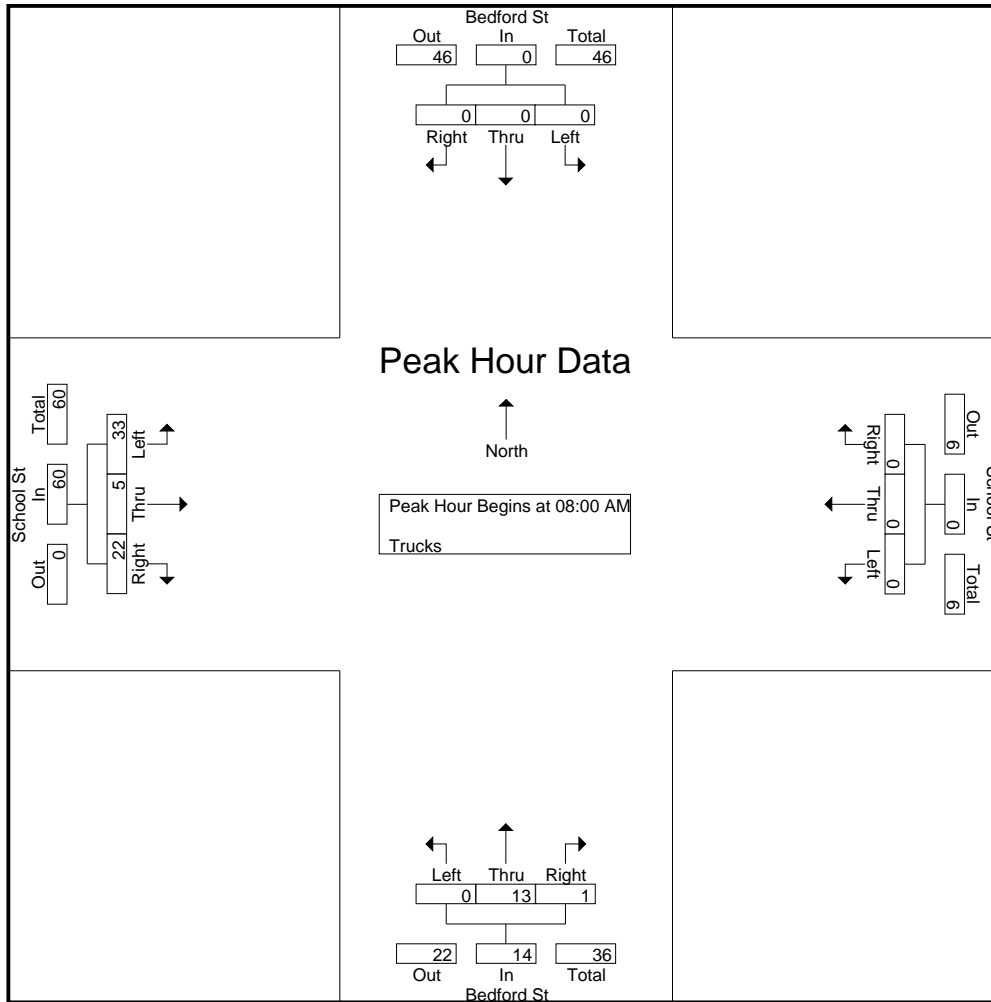 Bedford St
Out In Total
46 0 46
0 0 0
Right Thru Left
Peak Hour Data
North
Peak Hour Begins at 08:00 AM
Trucks
School St
Total In Out
60 60 0
33 5 22
Left Thru Right
Out In Total
6 0 6
Right Thru Left
0 0 0
Left Thru Right
0 13 1
22 14 36
Out In Total
Bedford St